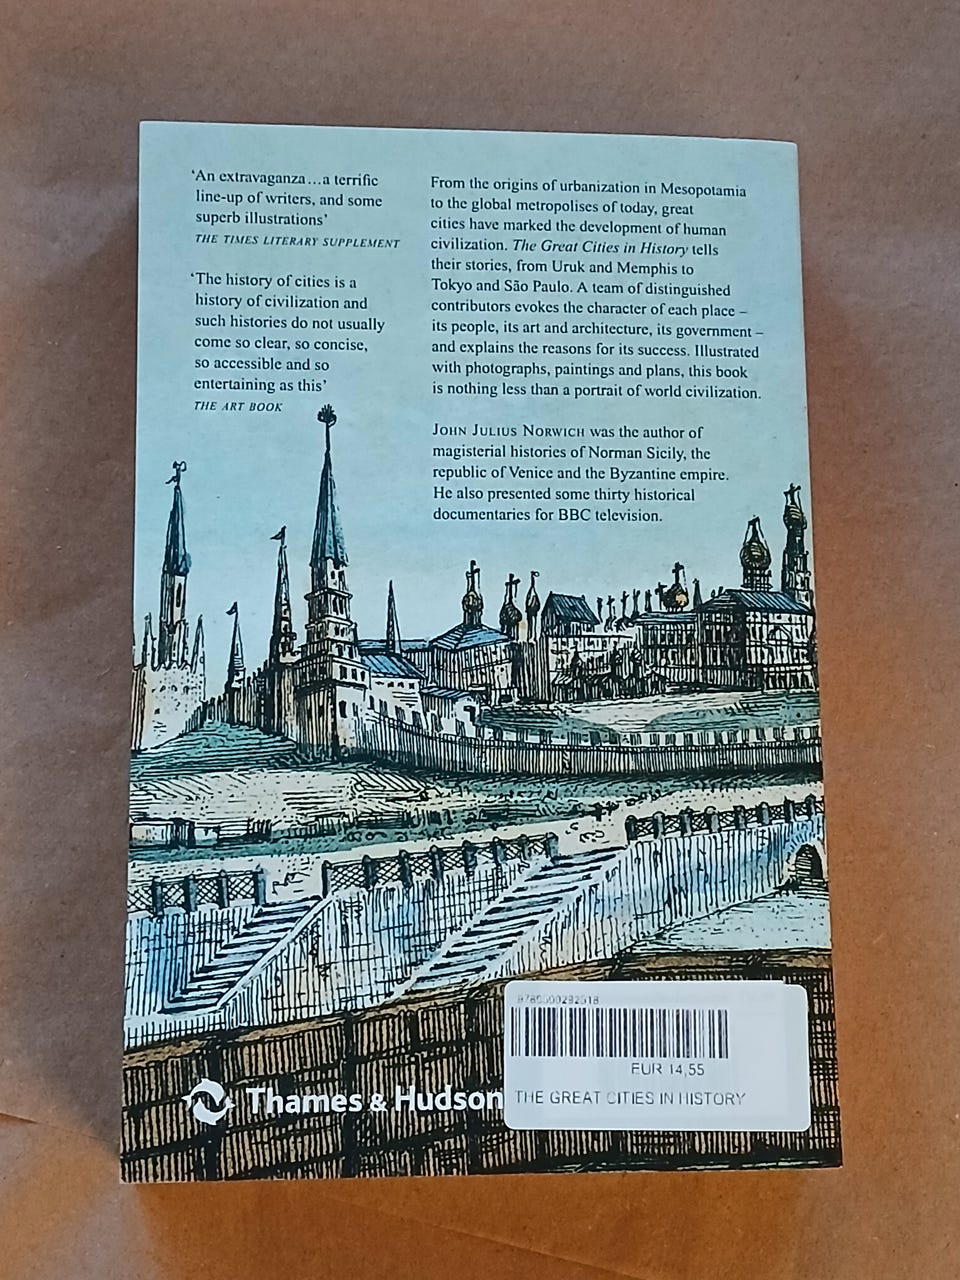 ‘An extravaganza...a terrific
line-up of writers, and some
superb illustrations’
THE TIMES LITERARY SUPPLEMENT
‘The history of cities is a
history of civilization and
such histories do not usually
come so clear, so concise,
so accessible and so
entertaining as this’
THE ART BOOK
From the origins of urbanization in Mesopotamia
to the global metropolises of today, great
cities have marked the development of human
civilization. The Great Cities in History tells
their stories, from Uruk and Memphis to
Tokyo and São Paulo. A team of distinguished
contributors evokes the character of each place –
its people, its art and architecture, its government –
and explains the reasons for its success. Illustrated
with photographs, paintings and plans, this book
is nothing less than a portrait of world civilization.
JOHN JULIUS NORWICH was the author of
magisterial histories of Norman Sicily, the
republic of Venice and the Byzantine empire.
He also presented some thirty historical
documentaries for BBC television.
Thames & Hudson
EUR 14,55
THE GREAT CITIES IN HISTORY